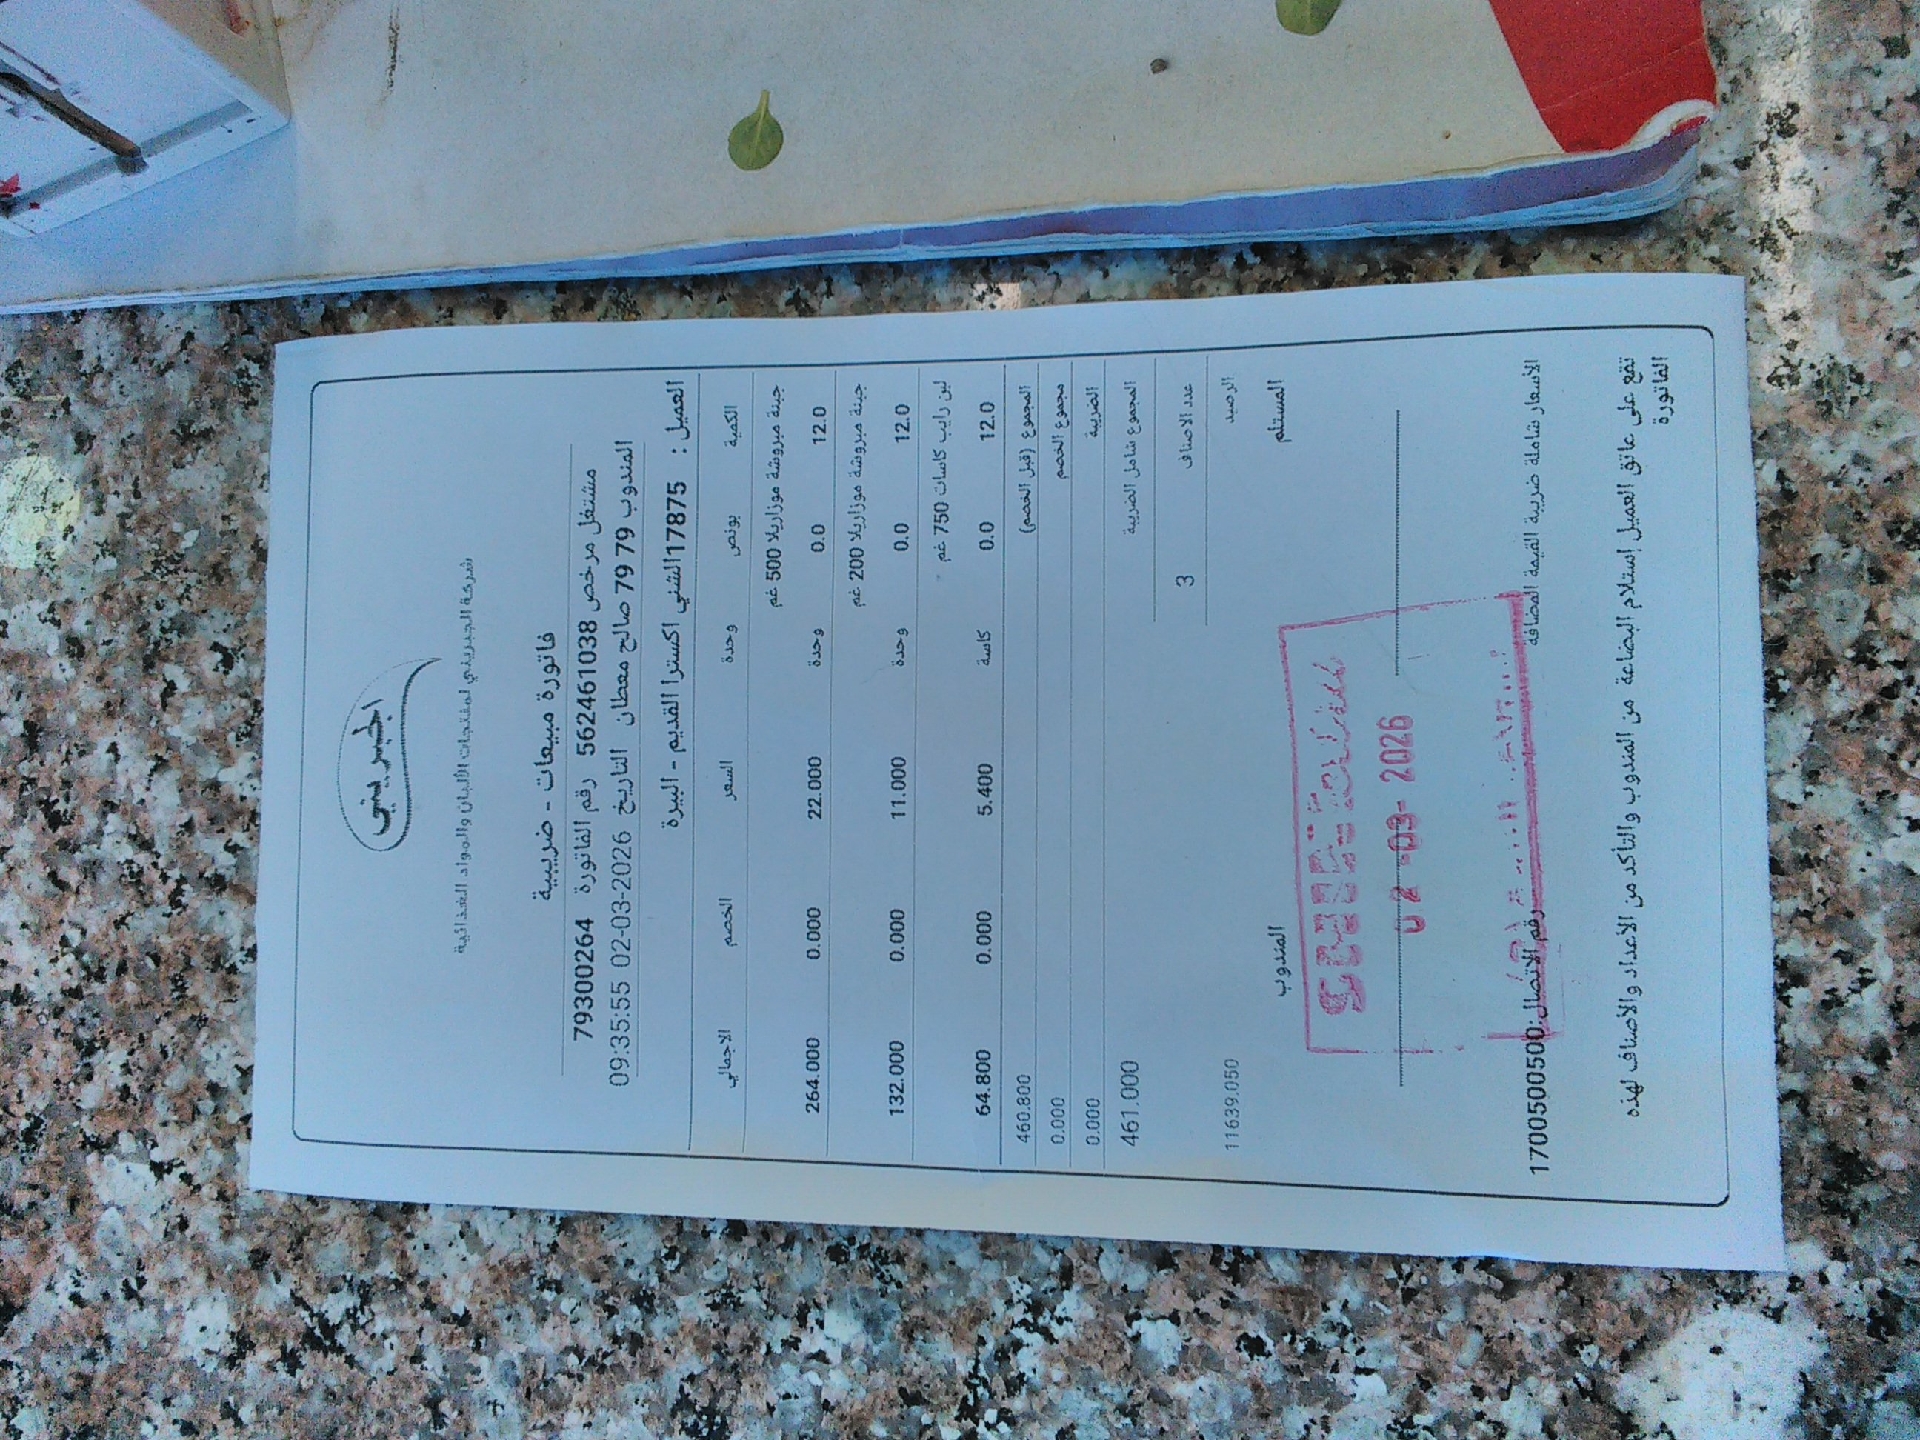 الجبريني
شركة الجبريني لمنتجات الألبان والمواد الغذائية
فاتورة مبيعات - ضريبية
مشتغل مرخص 562461038 رقم الفاتورة 79300264
المندوب 79 79 صالح معطان التاريخ 2026-03-02 09:35:55
العميل : 17875الشني اكسترا القديم - البيرة
الكمية بونص وحدة السعر الخصم الاجمالي
جبنة مبروشة موزاريلا 500 غم
12.0 0.0 وحدة 22.000 0.000 264.000
جبنة مبروشة موزاريلا 200 غم
12.0 0.0 وحدة 11.000 0.000 132.000
لبن رايب كاسات 750 غم
12.0 0.0 كاسة 5.400 0.000 64.800
المجموع (قبل الخصم) 460.800
مجموع الخصم 0.000
الضريبة 0.000
المجموع شامل الضريبة 461.000
عدد الاصناف 3
الرصيد 11639.050
المستلم المندوب
02 -03- 2026
الأسعار شاملة ضريبة القيمة المضافة رقم الاتصال:1700500500
تقع على عاتق العميل إستلام البضاعة من المندوب والتأكد من الأعداد والأصناف لهذه
الفاتورة